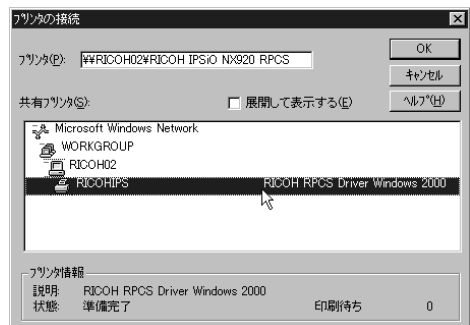 プリンタの接続
プリンタ(P): ¥¥RICOH02¥RICOH IPSiO NX920 RPCS
OK
キャンセル
ヘルプ(H)
共有プリンタ(S):
展開して表示する(E)
Microsoft Windows Network
WORKGROUP
RICOH02
RICOHIPS RICOH RPCS Driver Windows 2000
プリンタ情報
説明: RICOH RPCS Driver Windows 2000
状態: 準備完了 印刷待ち 0